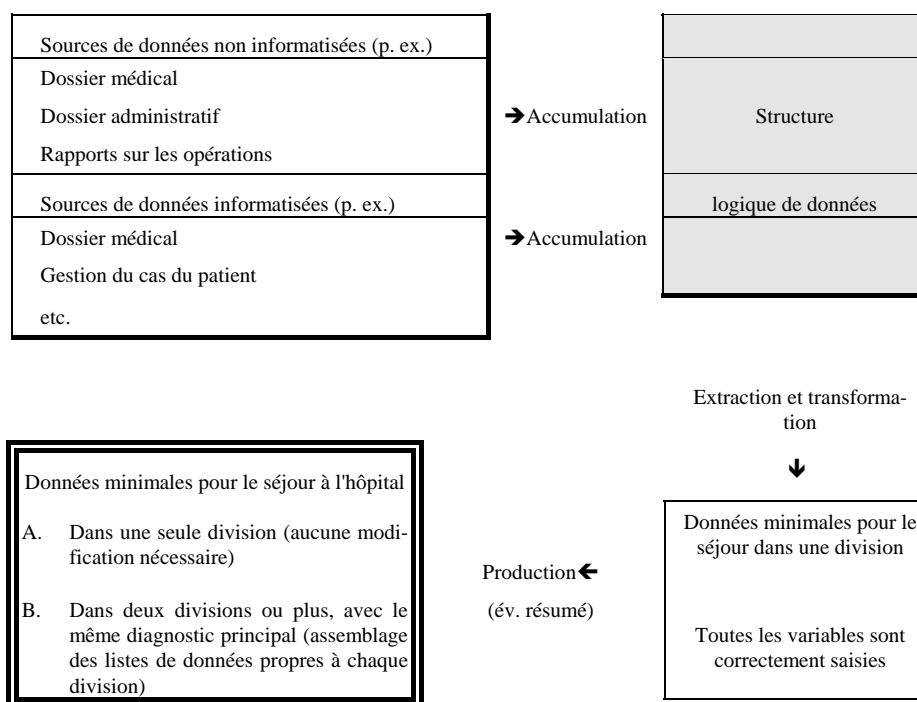 Sources de données non informatisées (p. ex.)
Dossier médical
Dossier administratif
Rapports sur les opérations
➔Accumulation
Structure
Sources de données informatisées (p. ex.)
logique de données
Dossier médical
➔Accumulation
Gestion du cas du patient
etc.
Extraction et transforma-
tion
🡻
Données minimales pour le séjour à l'hôpital
A. Dans une seule division (aucune modi-
fication nécessaire)
B. Dans deux divisions ou plus, avec le
même diagnostic principal (assemblage
des listes de données propres à chaque
division)
Production🡸
(év. résumé)
Données minimales pour le
séjour dans une division
Toutes les variables sont
correctement saisies